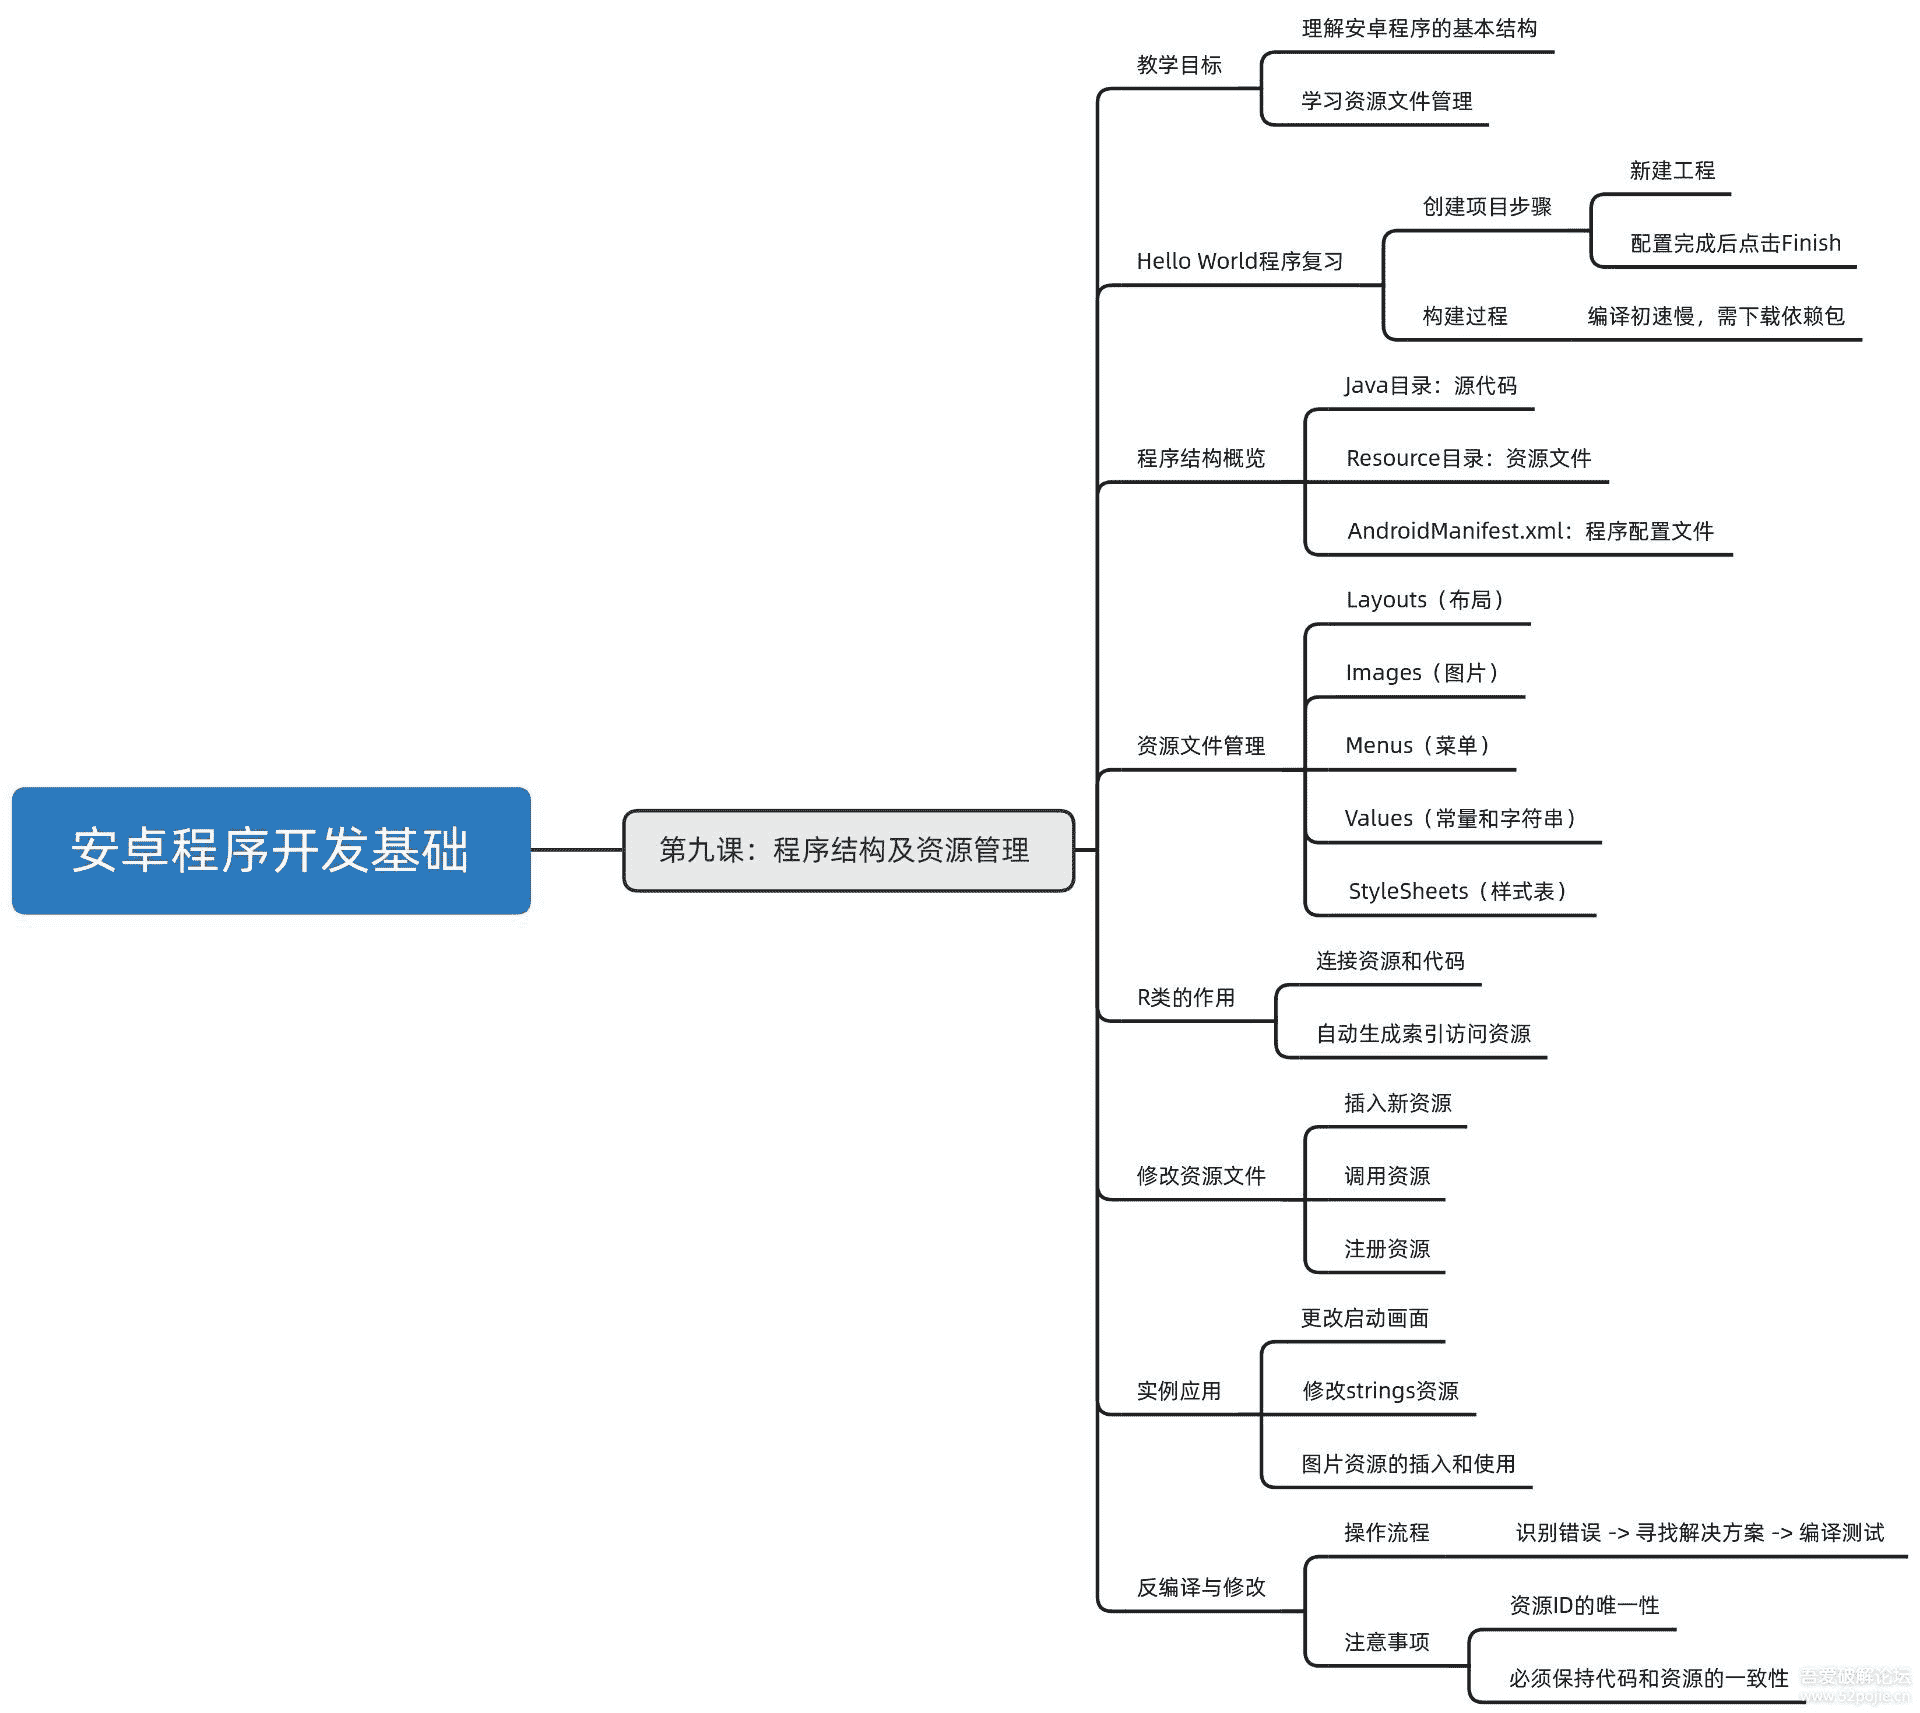 安卓程序开发基础
第九课：程序结构及资源管理
教学目标
理解安卓程序的基本结构
学习资源文件管理
Hello World程序复习
创建项目步骤
新建工程
配置完成后点击Finish
构建过程
编译初速慢，需下载依赖包
程序结构概览
Java目录：源代码
Resource目录：资源文件
AndroidManifest.xml：程序配置文件
资源文件管理
Layouts（布局）
Images（图片）
Menus（菜单）
Values（常量和字符串）
StyleSheets（样式表）
R类的作用
连接资源和代码
自动生成索引访问资源
修改资源文件
插入新资源
调用资源
注册资源
实例应用
更改启动画面
修改strings资源
图片资源的插入和使用
反编译与修改
操作流程
识别错误 -> 寻找解决方案 -> 编译测试
注意事项
资源ID的唯一性
必须保持代码和资源的一致性
吾爱破解论坛
www.52pojie.cn